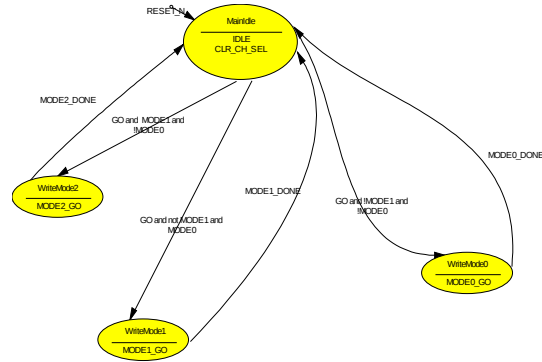 RESET_N
MainIdle
IDLE
CLR_CH_SEL
MODE2_DONE
GO and MODE1 and
!MODE0
MODE0_DONE
WriteMode2
MODE2_GO
MODE1_DONE
GO and !MODE1 and
!MODE0
GO and not MODE1 and
MODE0
WriteMode0
MODE0_GO
WriteMode1
MODE1_GO